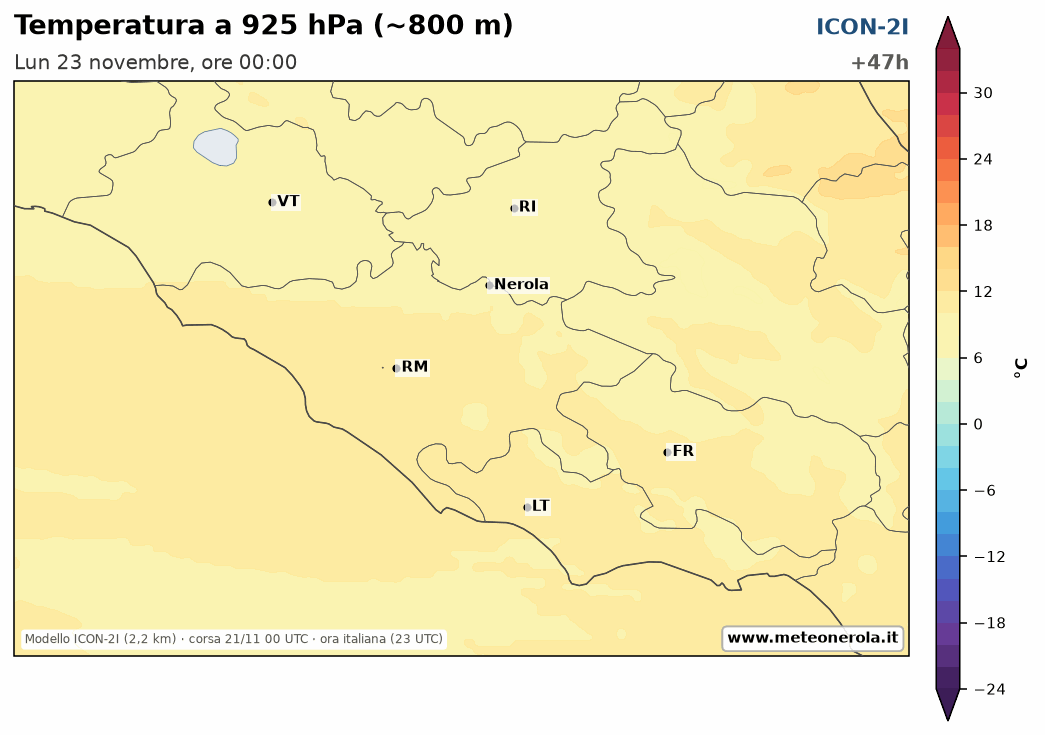 Temperatura a 925 hPa (~800 m)
ICON-2I
Lun 23 novembre, ore 00:00
+47h
VT
RI
Nerola
RM
FR
LT
30
24
18
12
6
0
−6
−12
−18
−24
°C
Modello ICON-2I (2,2 km) · corsa 21/11 00 UTC · ora italiana (23 UTC)
www.meteonerola.it